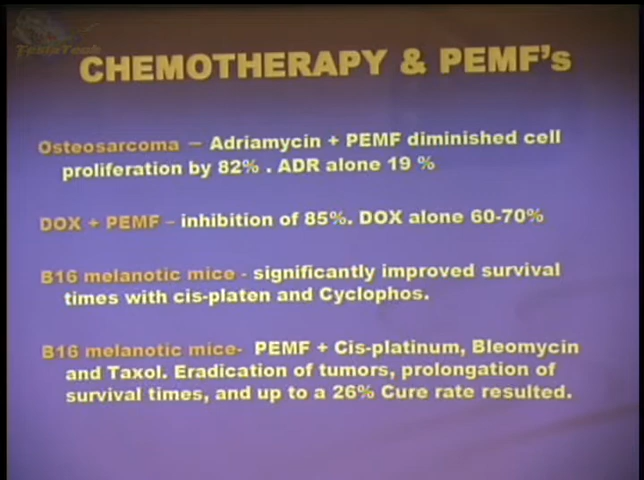 TeslaTech
CHEMOTHERAPY & PEMF's
Osteosarcoma – Adriamycin + PEMF diminished cell
proliferation by 82% . ADR alone 19 %
DOX + PEMF – inhibition of 85%. DOX alone 60-70%
B16 melanotic mice - significantly improved survival
times with cis-platen and Cyclophos.
B16 melanotic mice- PEMF + Cis-platinum, Bleomycin
and Taxol. Eradication of tumors, prolongation of
survival times, and up to a 26% Cure rate resulted.